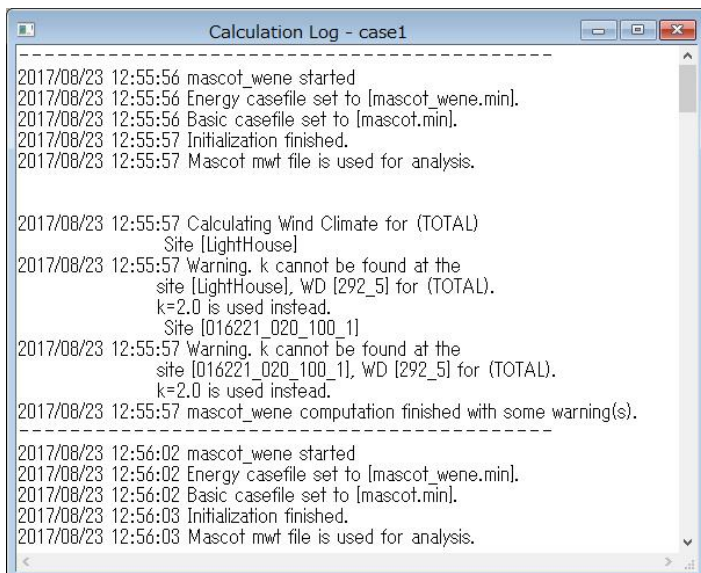 Calculation Log - case1
------------------------------------------
2017/08/23 12:55:56 mascot_wene started
2017/08/23 12:55:56 Energy casefile set to [mascot_wene.min].
2017/08/23 12:55:56 Basic casefile set to [mascot.min].
2017/08/23 12:55:57 Initialization finished.
2017/08/23 12:55:57 Mascot mwt file is used for analysis.
2017/08/23 12:55:57 Calculating Wind Climate for (TOTAL)
Site [LightHouse]
2017/08/23 12:55:57 Warning. k cannot be found at the
site [LightHouse], WD [292_5] for (TOTAL).
k=2.0 is used instead.
Site [016221_020_100_1]
2017/08/23 12:55:57 Warning. k cannot be found at the
site [016221_020_100_1], WD [292_5] for (TOTAL).
k=2.0 is used instead.
2017/08/23 12:55:57 mascot_wene computation finished with some warning(s).
------------------------------------------
2017/08/23 12:56:02 mascot_wene started
2017/08/23 12:56:02 Energy casefile set to [mascot_wene.min].
2017/08/23 12:56:02 Basic casefile set to [mascot.min].
2017/08/23 12:56:03 Initialization finished.
2017/08/23 12:56:03 Mascot mwt file is used for analysis.